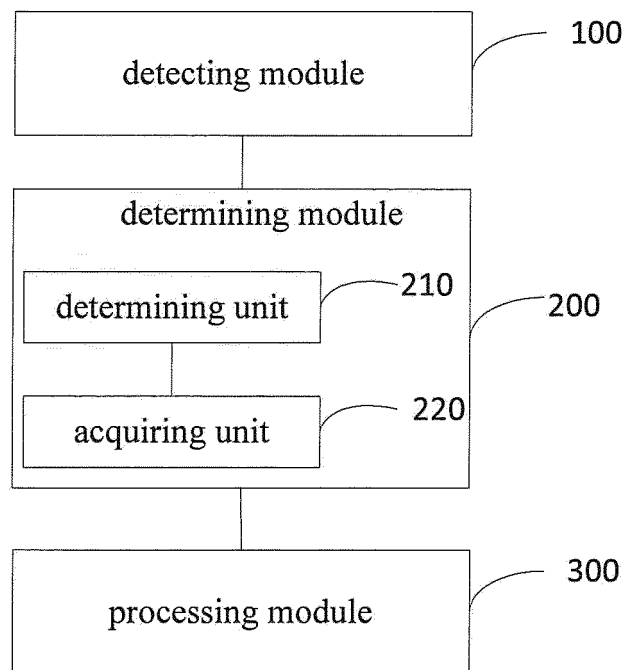 100
detecting module
determining module
210
determining unit
200
220
acquiring unit
300
processing module